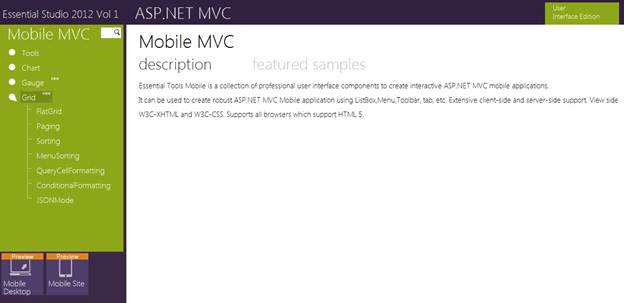 Essential Studio 2012 Vol 1
ASP.NET MVC
User
Interface Edition
Mobile MVC
Tools
Chart
Gauge
Grid
FlatGrid
Paging
Sorting
MenuSorting
QueryCellFormatting
ConditionalFormatting
JSONMode
Preview
Mobile
Desktop
Preview
Mobile Site
Mobile MVC
description featured samples
Essential Tools Mobile is a collection of professional user interface components to create interactive ASP.NET MVC mobile applications.
It can be used to create robust ASP.NET MVC Mobile application using ListBox,Menu,Toolbar, tab, etc. Extensive client-side and server-side support. View side
W3C-XHTML and W3C-CSS. Supports all browsers which support HTML 5.